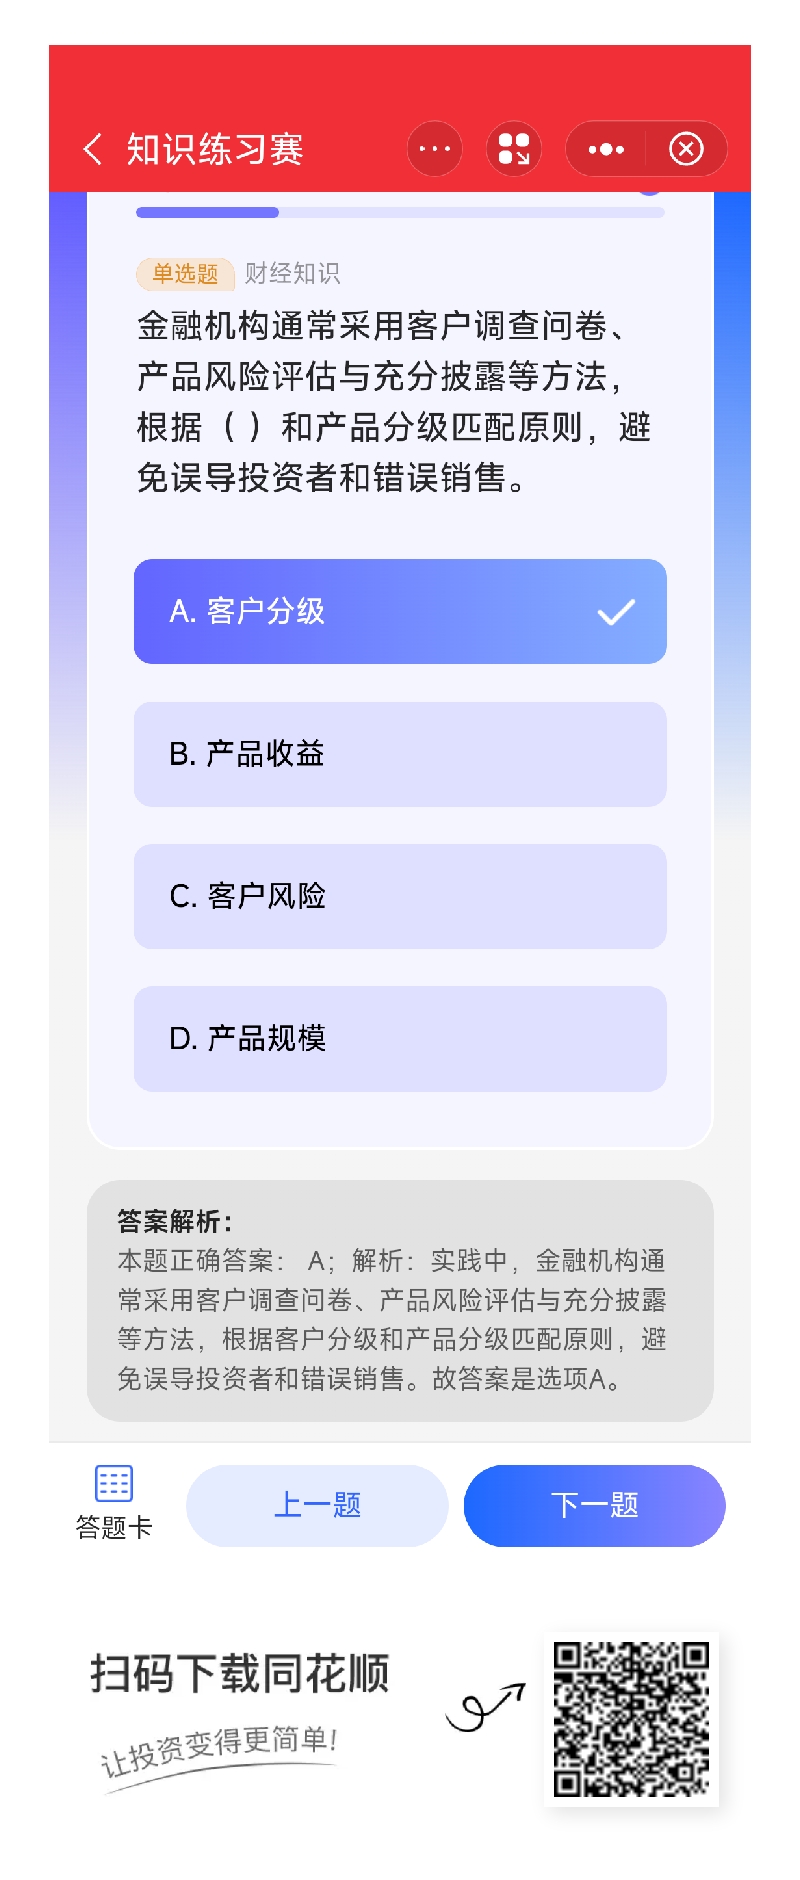 知识练习赛
单选题 财经知识
金融机构通常采用客户调查问卷、
产品风险评估与充分披露等方法，
根据（ ）和产品分级匹配原则，避
免误导投资者和错误销售。
A. 客户分级
B. 产品收益
C. 客户风险
D. 产品规模
答案解析：
本题正确答案： A；解析：实践中，金融机构通
常采用客户调查问卷、产品风险评估与充分披露
等方法，根据客户分级和产品分级匹配原则，避
免误导投资者和错误销售。故答案是选项A。
答题卡
上一题
下一题
扫码下载同花顺
让投资变得更简单!